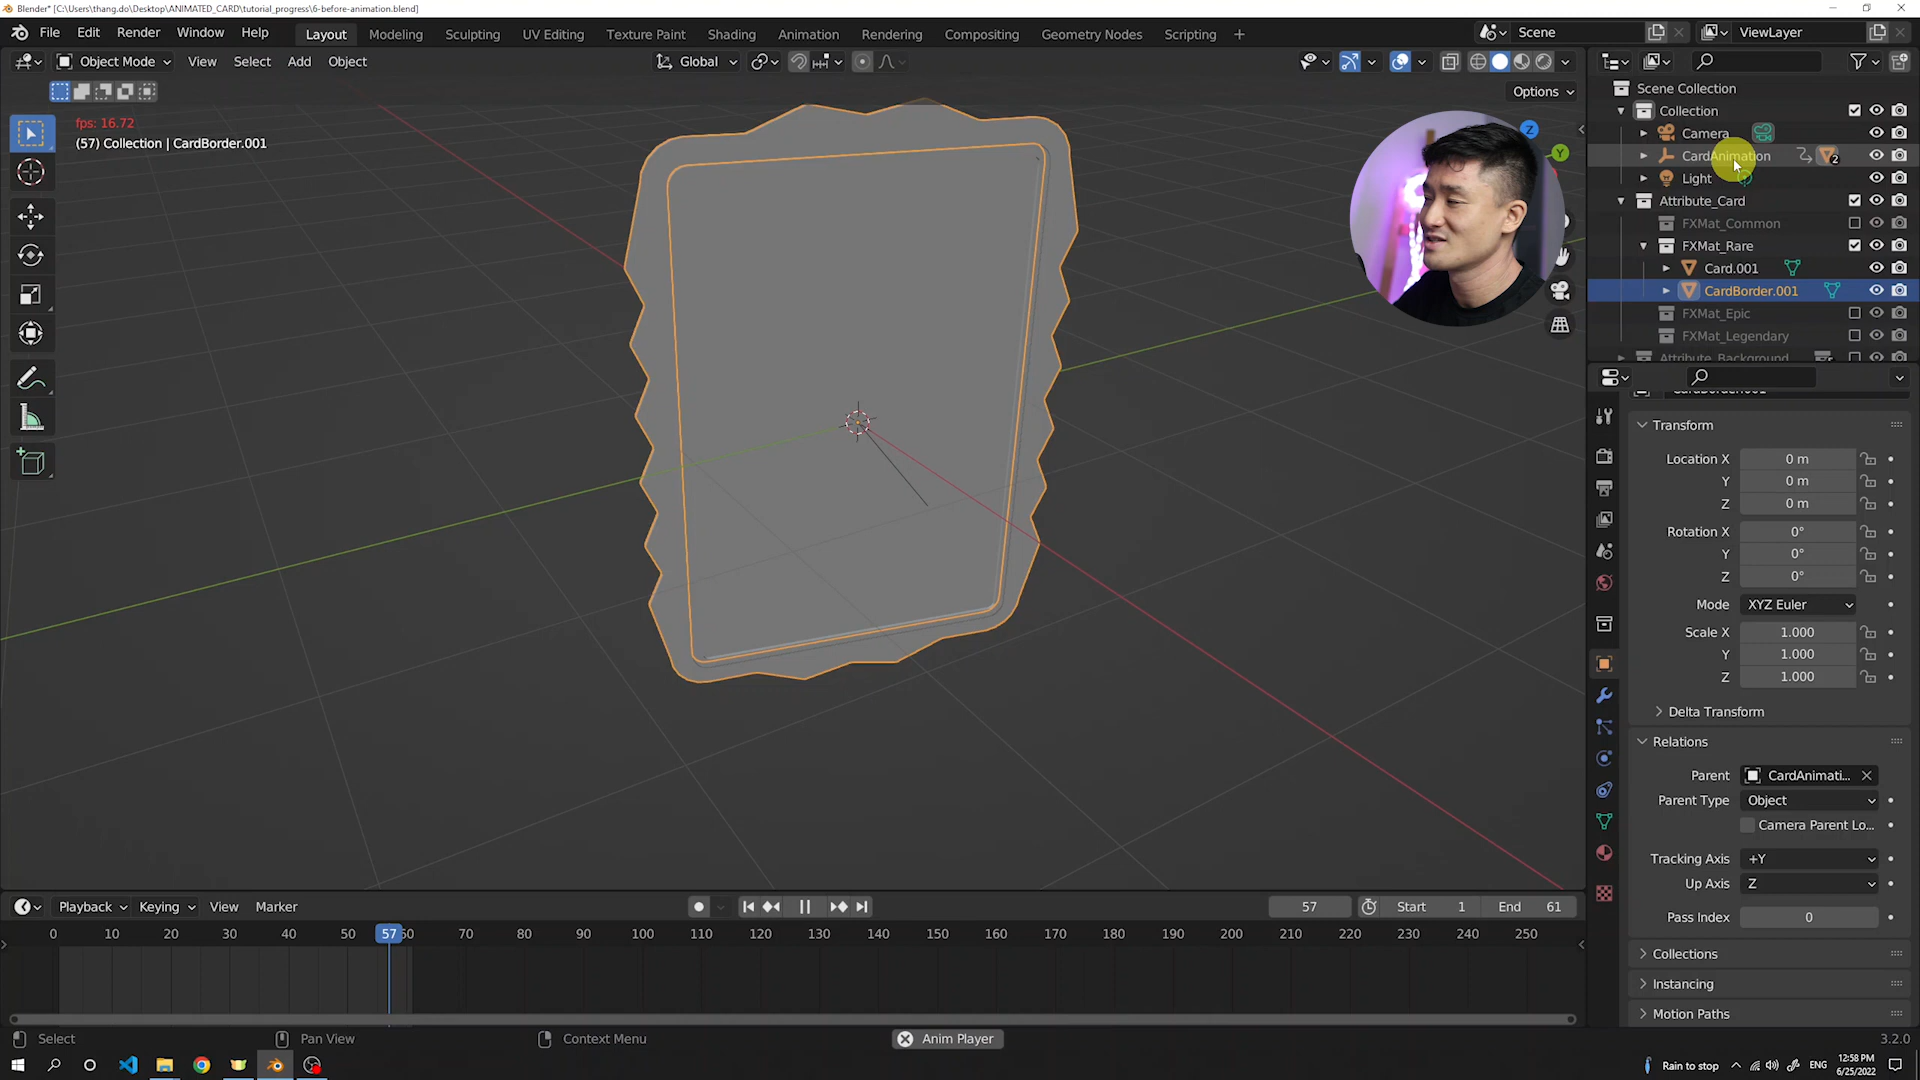 Blender* [C:\Users\thang.do\Desktop\ANIMATED_CARD\tutorial_progress\6-before-animation.blend]
File Edit Render Window Help Layout Modeling Sculpting UV Editing Texture Paint Shading Animation Rendering Compositing Geometry Nodes Scripting + Scene ViewLayer
Object Mode View Select Add Object Global
Options
fps: 16.72
(57) Collection | CardBorder.001
Z
Y
Scene Collection
Collection
Camera
CardAnimation 2
Light
Attribute_Card
FXMat_Common
FXMat_Rare
Card.001
CardBorder.001
FXMat_Epic
FXMat_Legendary
Attribute_Background
Transform
Location X 0 m
Y 0 m
Z 0 m
Rotation X 0°
Y 0°
Z 0°
Mode XYZ Euler
Scale X 1.000
Y 1.000
Z 1.000
Delta Transform
Relations
Parent CardAnimati...
Parent Type Object
Camera Parent Lo...
Tracking Axis +Y
Up Axis Z
Pass Index 0
Collections
Instancing
Motion Paths
Playback Keying View Marker 57 Start 1 End 61
0 10 20 30 40 50 57 60 70 80 90 100 110 120 130 140 150 160 170 180 190 200 210 220 230 240 250
Select Pan View Context Menu Anim Player 3.2.0
Rain to stop ENG 12:58 PM
6/25/2022